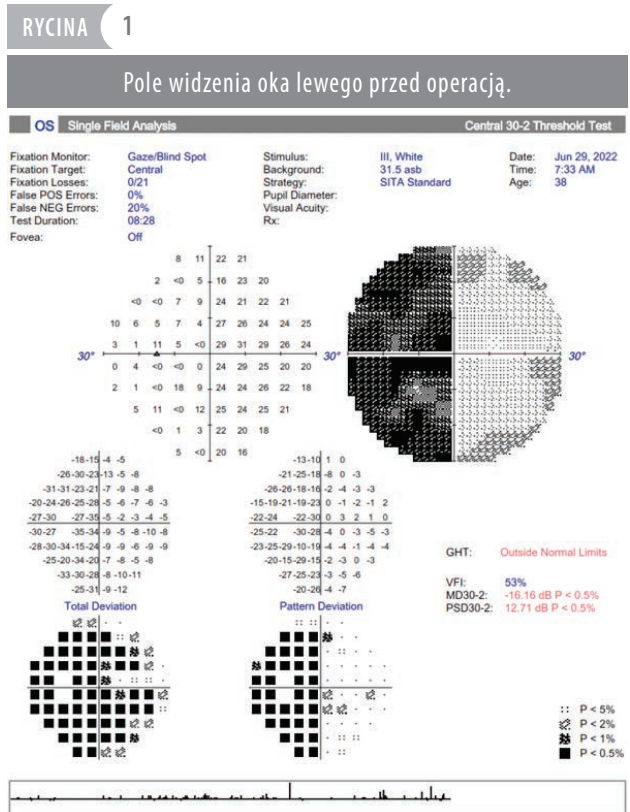 RYCINA 1
Pole widzenia oka lewego przed operacją.
OS Single Field Analysis Central 30-2 Threshold Test
Fixation Monitor: Gaze/Blind Spot Stimulus: III, White Date: Jun 29, 2022
Fixation Target: Central Background: 31.5 asb Time: 7:33 AM
Fixation Losses: 0/21 Strategy: SITA Standard Age: 38
False POS Errors: 0% Pupil Diameter:
False NEG Errors: 20% Visual Acuity:
Test Duration: 08:28 Rx:
Fovea: Off
8 11 22 21
2 <0 5 16 23 20
<0 <0 7 9 24 21 22 21
10 6 5 7 4 27 26 24 24 25
3 1 11 5 <0 29 31 29 26 24
30° 30° 30°
0 4 <0 <0 0 24 29 25 20 20
2 1 <0 18 9 24 24 26 22 18
5 11 <0 12 25 24 25 21
<0 1 3 22 20 18
5 <0 20 16
-18 -15 -4 -5 -13 -10 1 0
-26 -30 -23 -13 -5 -8 -21 -25 -18 -8 0 -3
-31 -31 -23 -21 -7 -9 -8 -8 -26 -26 -18 -16 -2 -4 -3 -3
-20 -24 -26 -25 -28 -5 -6 -7 -6 -3 -15 -19 -21 -19 -23 0 -1 -2 -1 2
-27 -30 -27 -35 -5 -2 -3 -4 -5 -22 -24 -22 -30 0 3 2 1 0
-30 -27 -35 -34 -9 -5 -8 -10 -8 -25 -22 -30 -28 -4 0 -3 -5 -3
-28 -30 -34 -15 -24 -9 -9 -6 -9 -9 -23 -25 -29 -10 -19 -4 -4 -1 -4 -4
-25 -20 -34 -20 -7 -8 -5 -8 -20 -15 -29 -15 -2 -3 0 -3
-33 -30 -28 -8 -10 -11 -27 -25 -23 -3 -5 -6
-25 -31 -9 -12 -20 -26 -4 -7
GHT: Outside Normal Limits
VFI: 53%
MD30-2: -16.16 dB P < 0.5%
PSD30-2: 12.71 dB P < 0.5%
Total Deviation Pattern Deviation
P < 5%
P < 2%
P < 1%
P < 0.5%